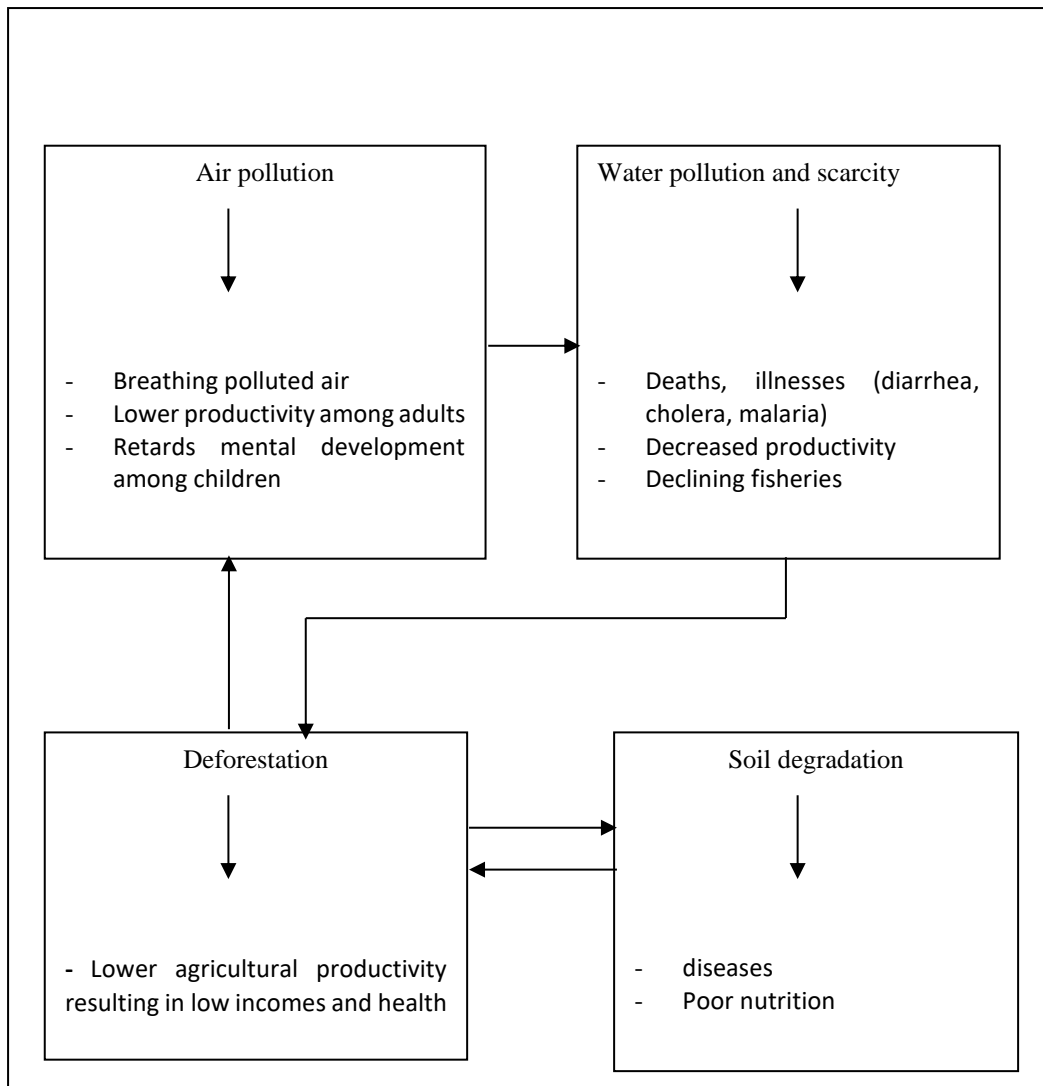 Air pollution
- Breathing polluted air
- Lower productivity among adults
- Retards mental development
among children
Water pollution and scarcity
- Deaths, illnesses (diarrhea,
cholera, malaria)
- Decreased productivity
- Declining fisheries
Deforestation
- Lower agricultural productivity
resulting in low incomes and health
Soil degradation
- diseases
- Poor nutrition